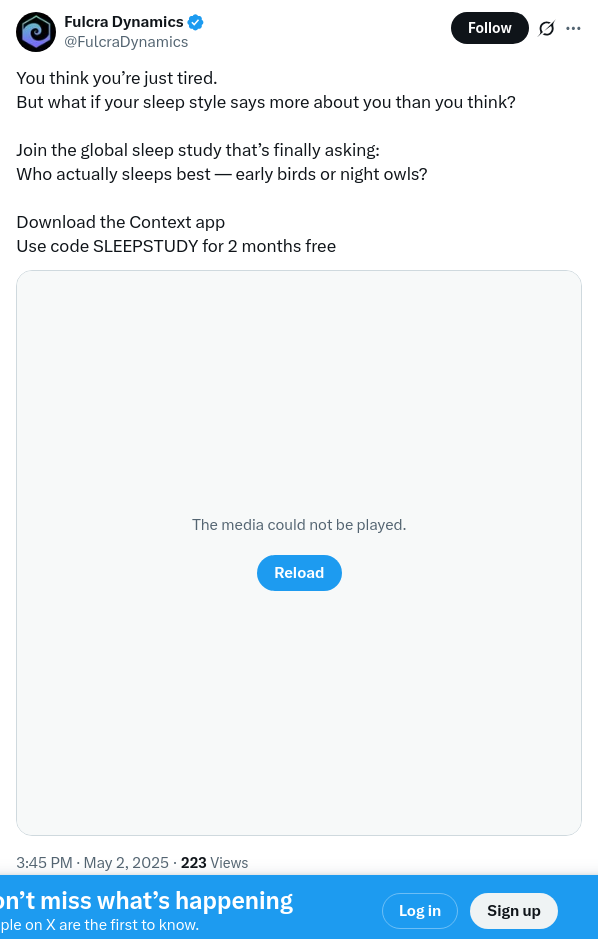 Fulcra Dynamics
@FulcraDynamics
Follow
You think you’re just tired.
But what if your sleep style says more about you than you think?
Join the global sleep study that’s finally asking:
Who actually sleeps best — early birds or night owls?
Download the Context app
Use code SLEEPSTUDY for 2 months free
The media could not be played.
Reload
3:45 PM · May 2, 2025 · 223 Views
on’t miss what’s happening
ple on X are the first to know.
Log in
Sign up